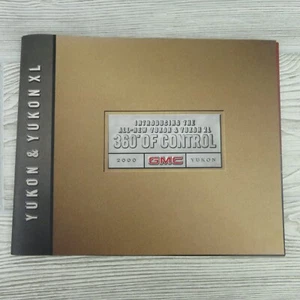 YUKON & YUKON XL
INTRODUCING THE
ALL-NEW YUKON & YUKON XL
360° OF CONTROL
2000 GMC YUKON